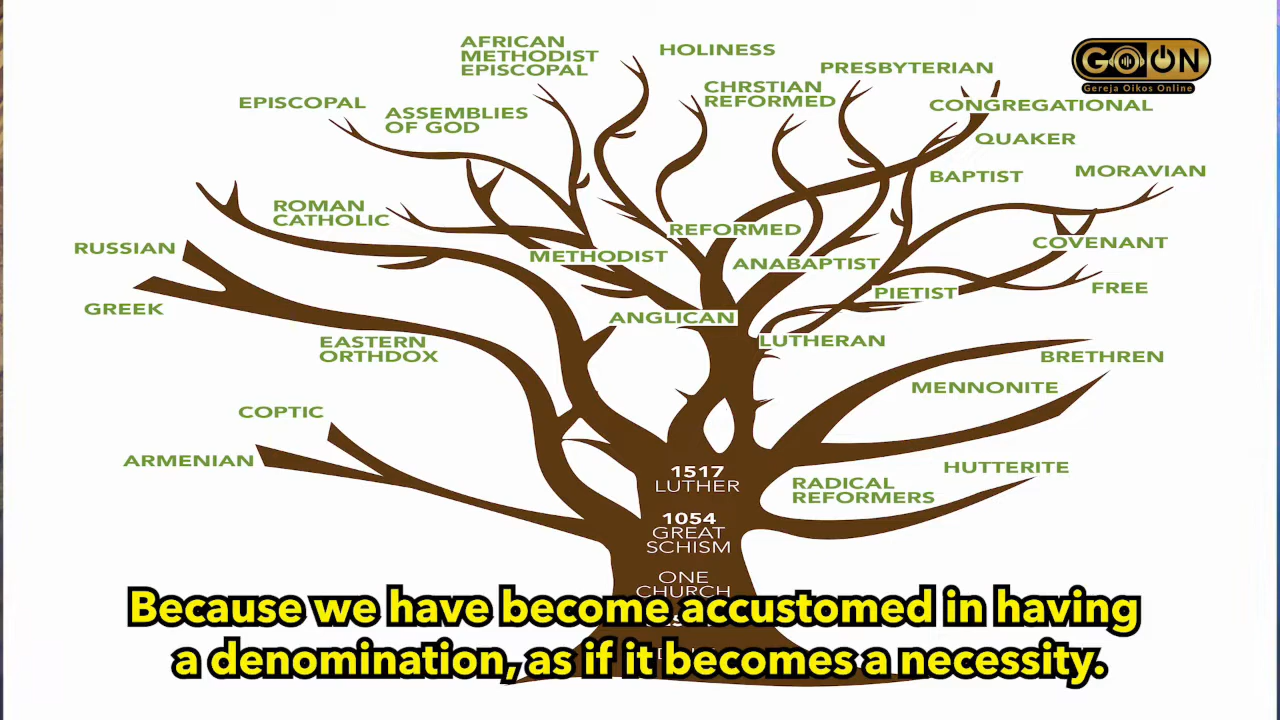 AFRICAN
METHODIST
EPISCOPAL
HOLINESS
PRESBYTERIAN
GOON
Gereja Oikos Online
EPISCOPAL
ASSEMBLIES
OF GOD
CHRSTIAN
REFORMED
CONGREGATIONAL
QUAKER
BAPTIST
MORAVIAN
ROMAN
CATHOLIC
RUSSIAN
GREEK
METHODIST
REFORMED
ANABAPTIST
COVENANT
PIETIST
FREE
ANGLICAN
LUTHERAN
EASTERN
ORTHODOX
BRETHREN
MENNONITE
COPTIC
ARMENIAN
HUTTERITE
RADICAL
REFORMERS
1517
LUTHER
1054
GREAT
SCHISM
ONE
CHURCH
Because we have become accustomed in having
a denomination, as if it becomes a necessity.